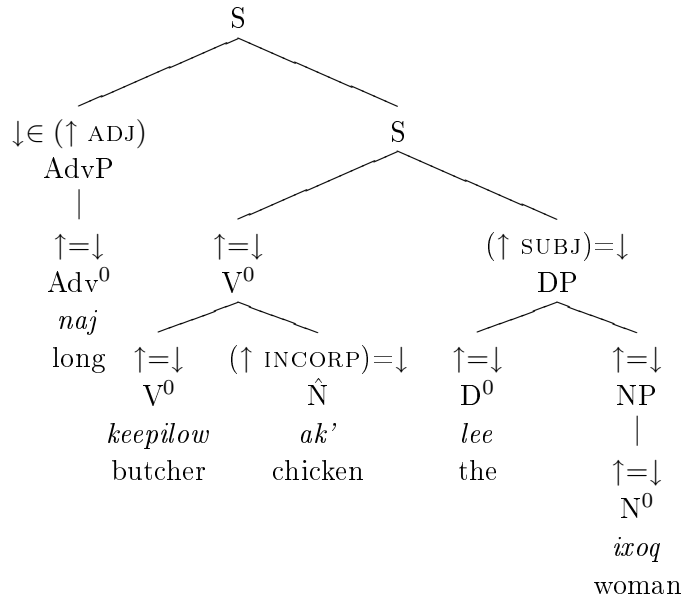 S
↓∈ (↑ ADJ) S
AdvP
↑=↓ ↑=↓ (↑ SUBJ)=↓
Adv⁰ V⁰ DP
naj
long ↑=↓ (↑ INCORP)=↓ ↑=↓ ↑=↓
V⁰ N̂ D⁰ NP
keepilow ak’ lee
butcher chicken the ↑=↓
N⁰
ixoq
woman